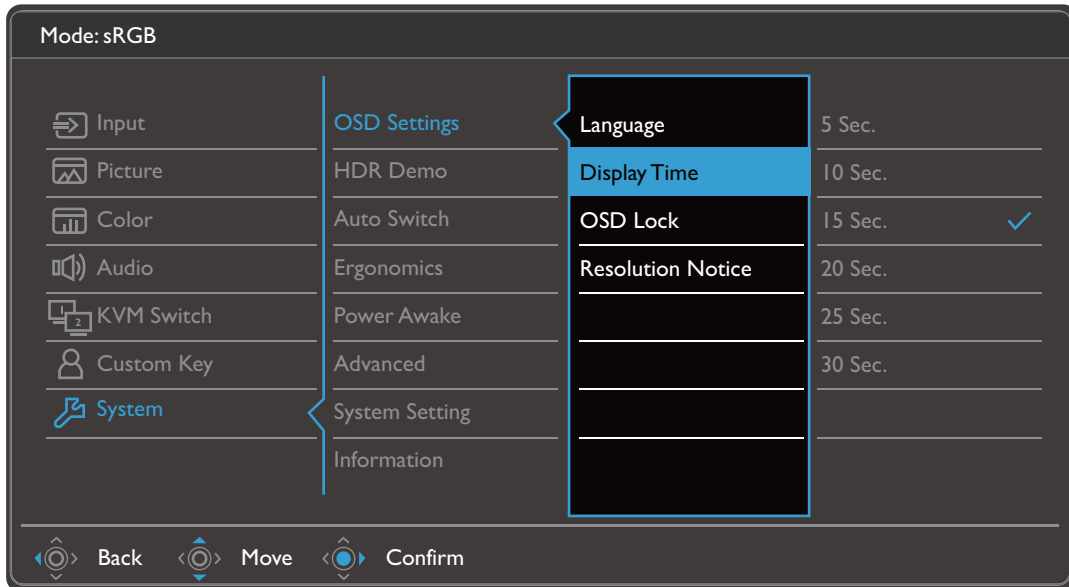 Mode: sRGB
Input
Picture
Color
Audio
1
2
KVM Switch
Custom Key
System
OSD Settings
HDR Demo
Auto Switch
Ergonomics
Power Awake
Advanced
System Setting
Information
Language
Display Time
OSD Lock
Resolution Notice
5 Sec.
10 Sec.
15 Sec.
20 Sec.
25 Sec.
30 Sec.
Back Move Confirm